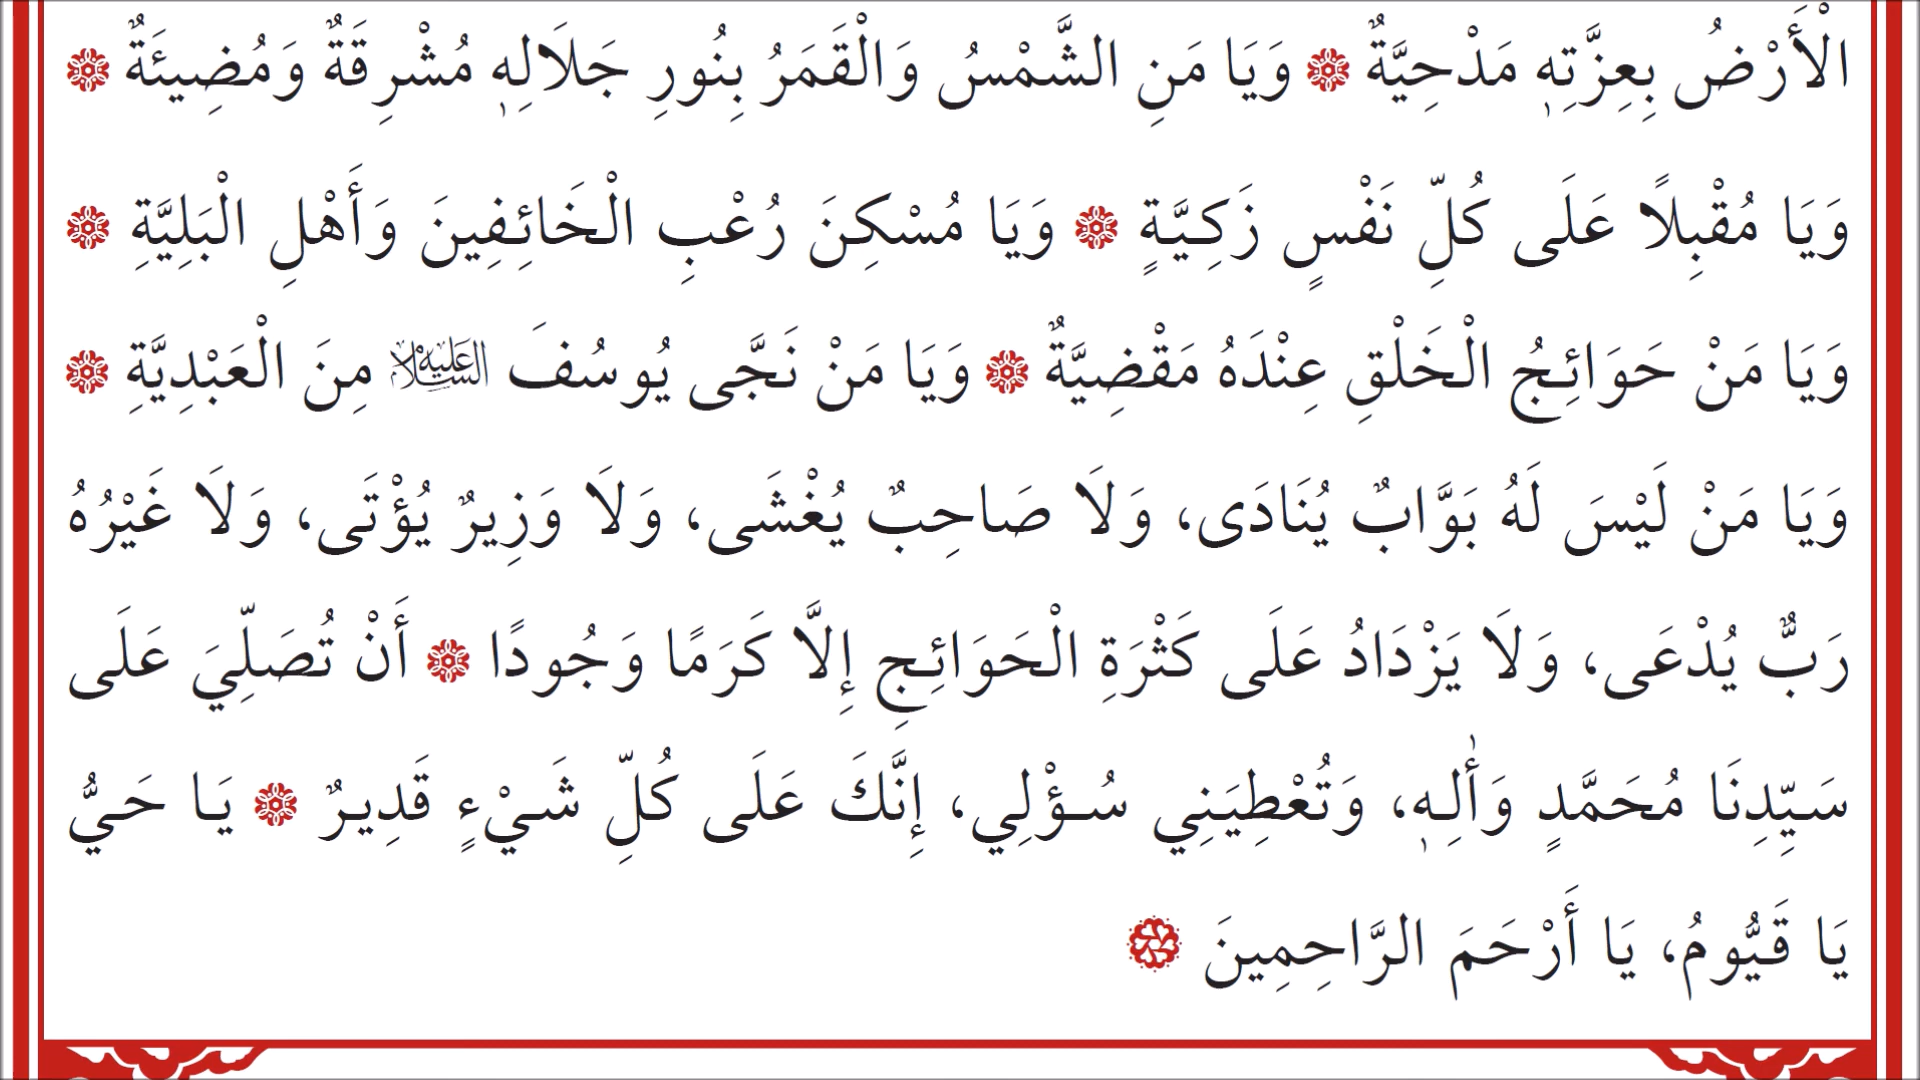 الْأَرْضُ بِعِزَّتِهٖ مَدْحِيَّةٌ ۞ وَيَا مَنِ الشَّمْسُ وَالْقَمَرُ بِنُورِ جَلَالِهٖ مُشْرِقَةٌ وَمُضِيئَةٌ ۞
وَيَا مُقْبِلًا عَلَى كُلِّ نَفْسٍ زَكِيَّةٍ ۞ وَيَا مُسْكِنَ رُعْبِ الْخَائِفِينَ وَأَهْلِ الْبَلِيَّةِ ۞
وَيَا مَنْ حَوَائِجُ الْخَلْقِ عِنْدَهُ مَقْضِيَّةٌ ۞ وَيَا مَنْ نَجَّى يُوسُفَ عَلَيْهِ السَّلَام مِنَ الْعَبْدِيَّةِ ۞
وَيَا مَنْ لَيْسَ لَهُ بَوَّابٌ يُنَادَى، وَلَا صَاحِبٌ يُغْشَى، وَلَا وَزِيرٌ يُؤْتَى، وَلَا غَيْرُهُ
رَبٌّ يُدْعَى، وَلَا يَزْدَادُ عَلَى كَثْرَةِ الْحَوَائِجِ إِلَّا كَرَمًا وَجُودًا ۞ أَنْ تُصَلِّيَ عَلَى
سَيِّدِنَا مُحَمَّدٍ وَأٰلِهٖ، وَتُعْطِيَنِي سُؤْلِي، إِنَّكَ عَلَى كُلِّ شَيْءٍ قَدِيرٌ ۞ يَا حَيُّ
يَا قَيُّومُ، يَا أَرْحَمَ الرَّاحِمِينَ